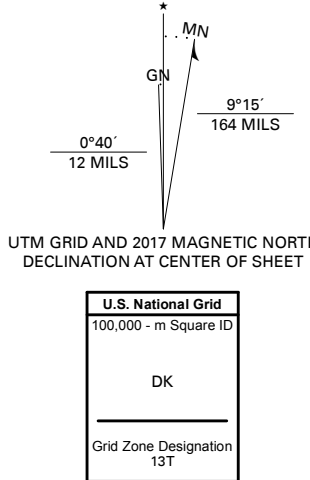 MN
GN
9°15´
164 MILS
0°40´
12 MILS
UTM GRID AND 2017 MAGNETIC NORTH
DECLINATION AT CENTER OF SHEET
U.S. National Grid
100,000 - m Square ID
DK
Grid Zone Designation
13T